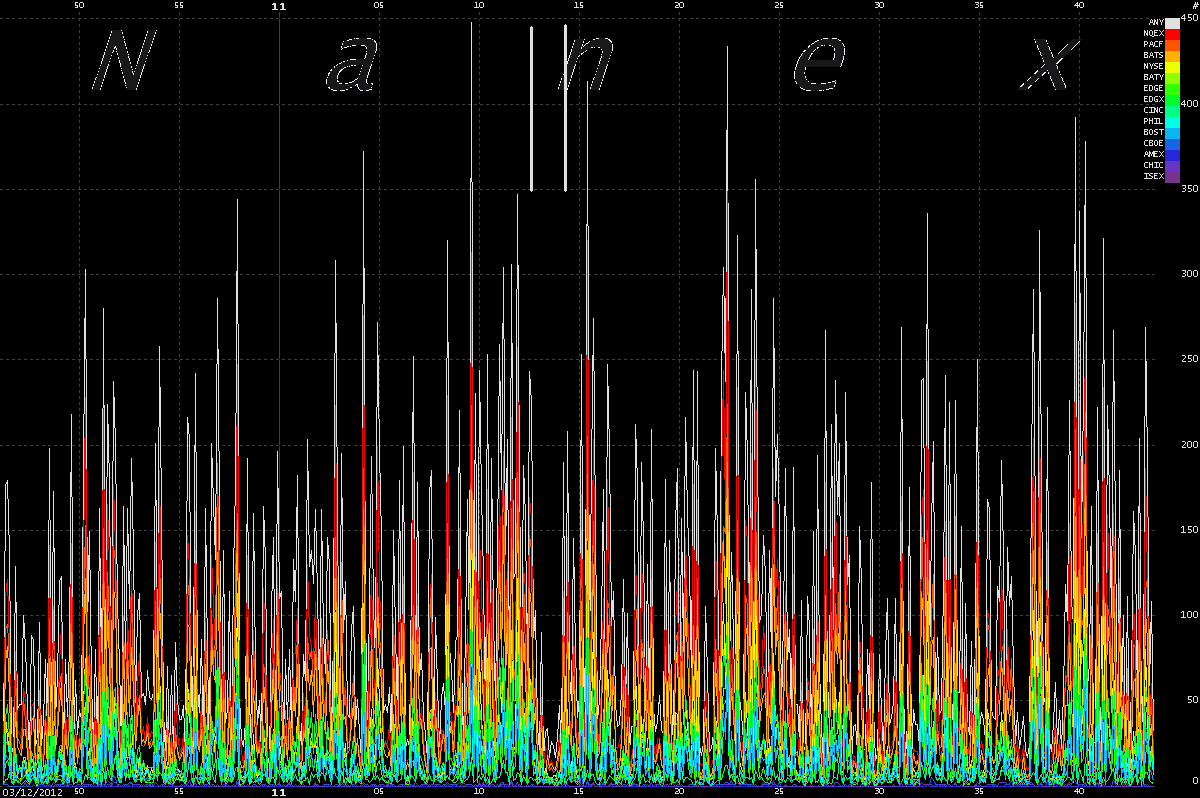 50 55 11 05 10 15 20 25 30 35 40 #
N a n e x
450
ANY
NQEX
PACF
BATS
NYSE
BATY
EDGE
EDGX
CINC
PHIL
BOST
CBOE
AMEX
CHIC
ISEX
400
350
300
250
200
150
100
50
0
03/12/2012 50 55 11 05 10 15 20 25 30 35 40 #